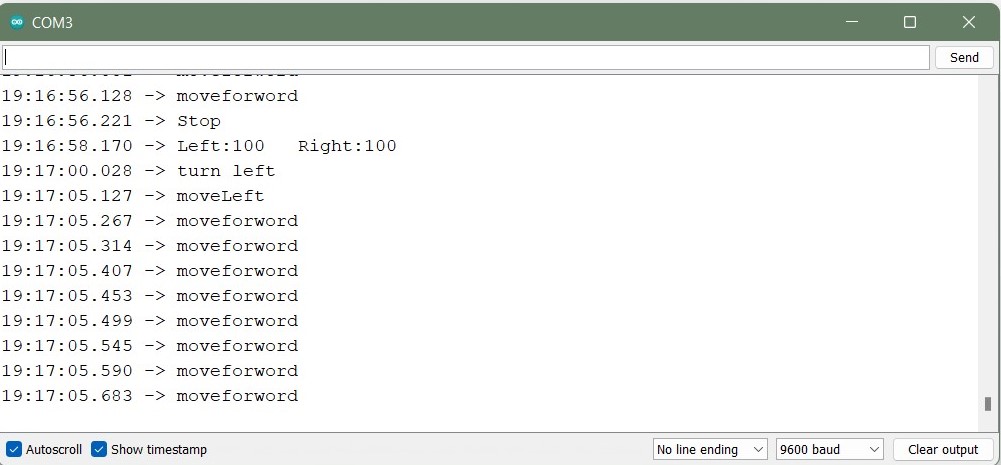 COM3
Send
19:16:56.128 -> moveforword
19:16:56.221 -> Stop
19:16:58.170 -> Left:100   Right:100
19:17:00.028 -> turn left
19:17:05.127 -> moveLeft
19:17:05.267 -> moveforword
19:17:05.314 -> moveforword
19:17:05.407 -> moveforword
19:17:05.453 -> moveforword
19:17:05.499 -> moveforword
19:17:05.545 -> moveforword
19:17:05.590 -> moveforword
19:17:05.683 -> moveforword
Autoscroll Show timestamp No line ending 9600 baud Clear output